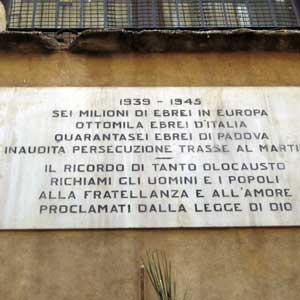 1939 - 1945
SEI MILIONI DI EBREI IN EUROPA
OTTOMILA EBREI D'ITALIA
QUARANTASEI EBREI DI PADOVA
INAUDITA PERSECUZIONE TRASSE AL MARTI
IL RICORDO DI TANTO OLOCAUSTO
RICHIAMI GLI UOMINI E I POPOLI
ALLA FRATELLANZA E ALL'AMORE
PROCLAMATI DALLA LEGGE DI DIO